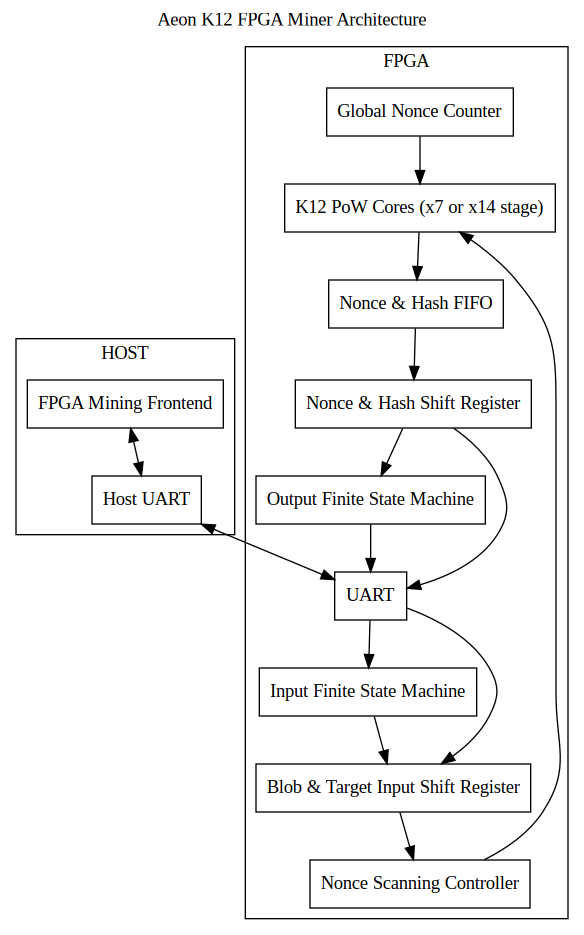 Aeon K12 FPGA Miner Architecture
FPGA
Global Nonce Counter
K12 PoW Cores (x7 or x14 stage)
Nonce & Hash FIFO
HOST
FPGA Mining Frontend
Nonce & Hash Shift Register
Host UART
Output Finite State Machine
UART
Input Finite State Machine
Blob & Target Input Shift Register
Nonce Scanning Controller